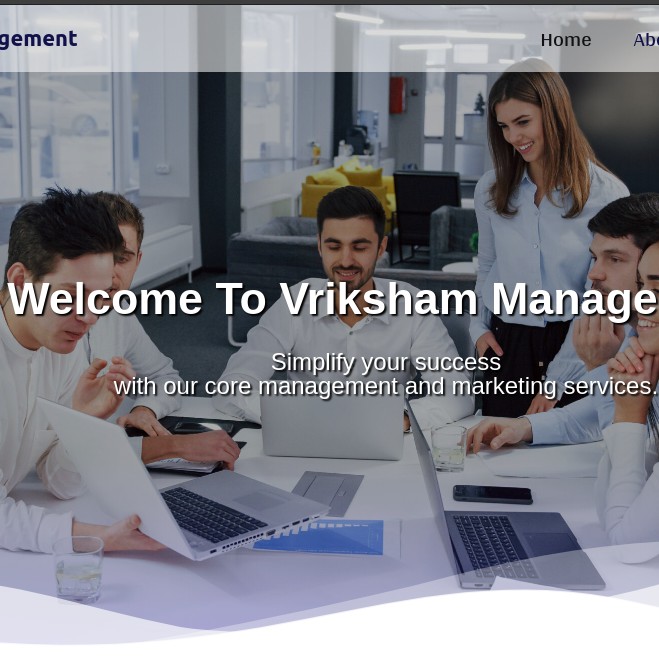 gement
Home Abo
Welcome To Vriksham Manage
Simplify your success
with our core management and marketing services.